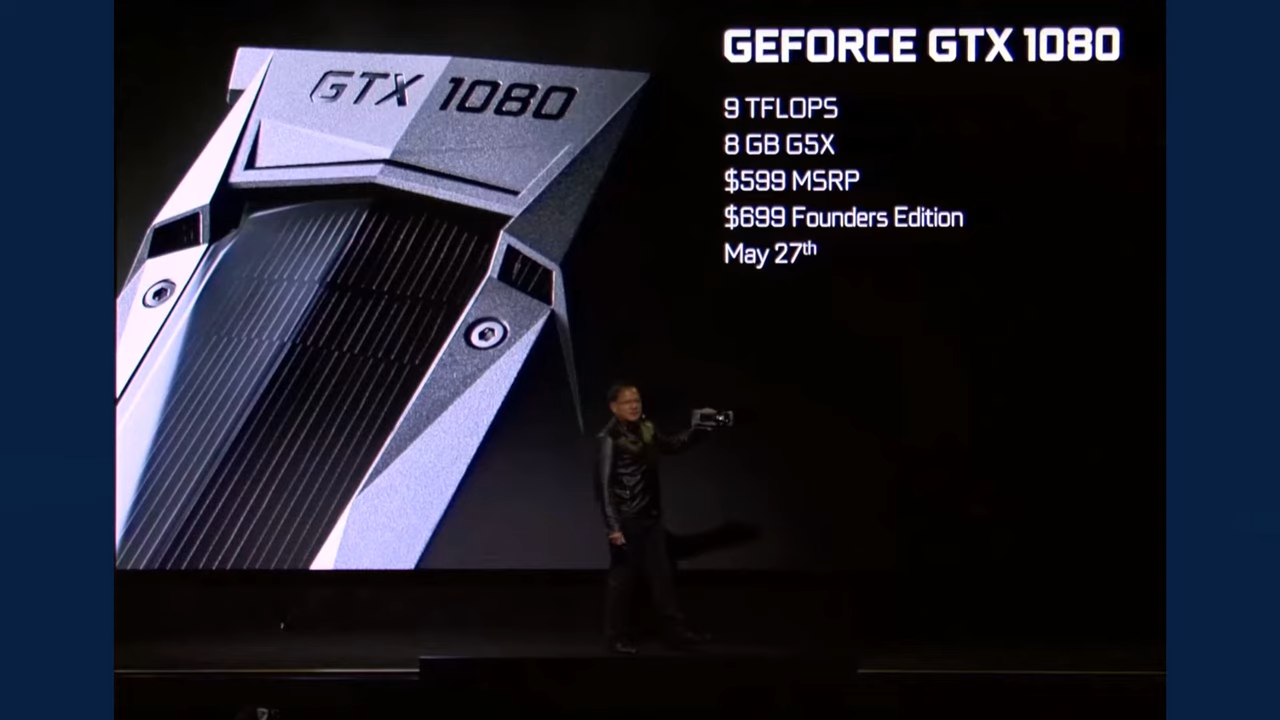 GTX 1080
GEFORCE GTX 1080
9 TFLOPS
8 GB G5X
$599 MSRP
$699 Founders Edition
May 27th